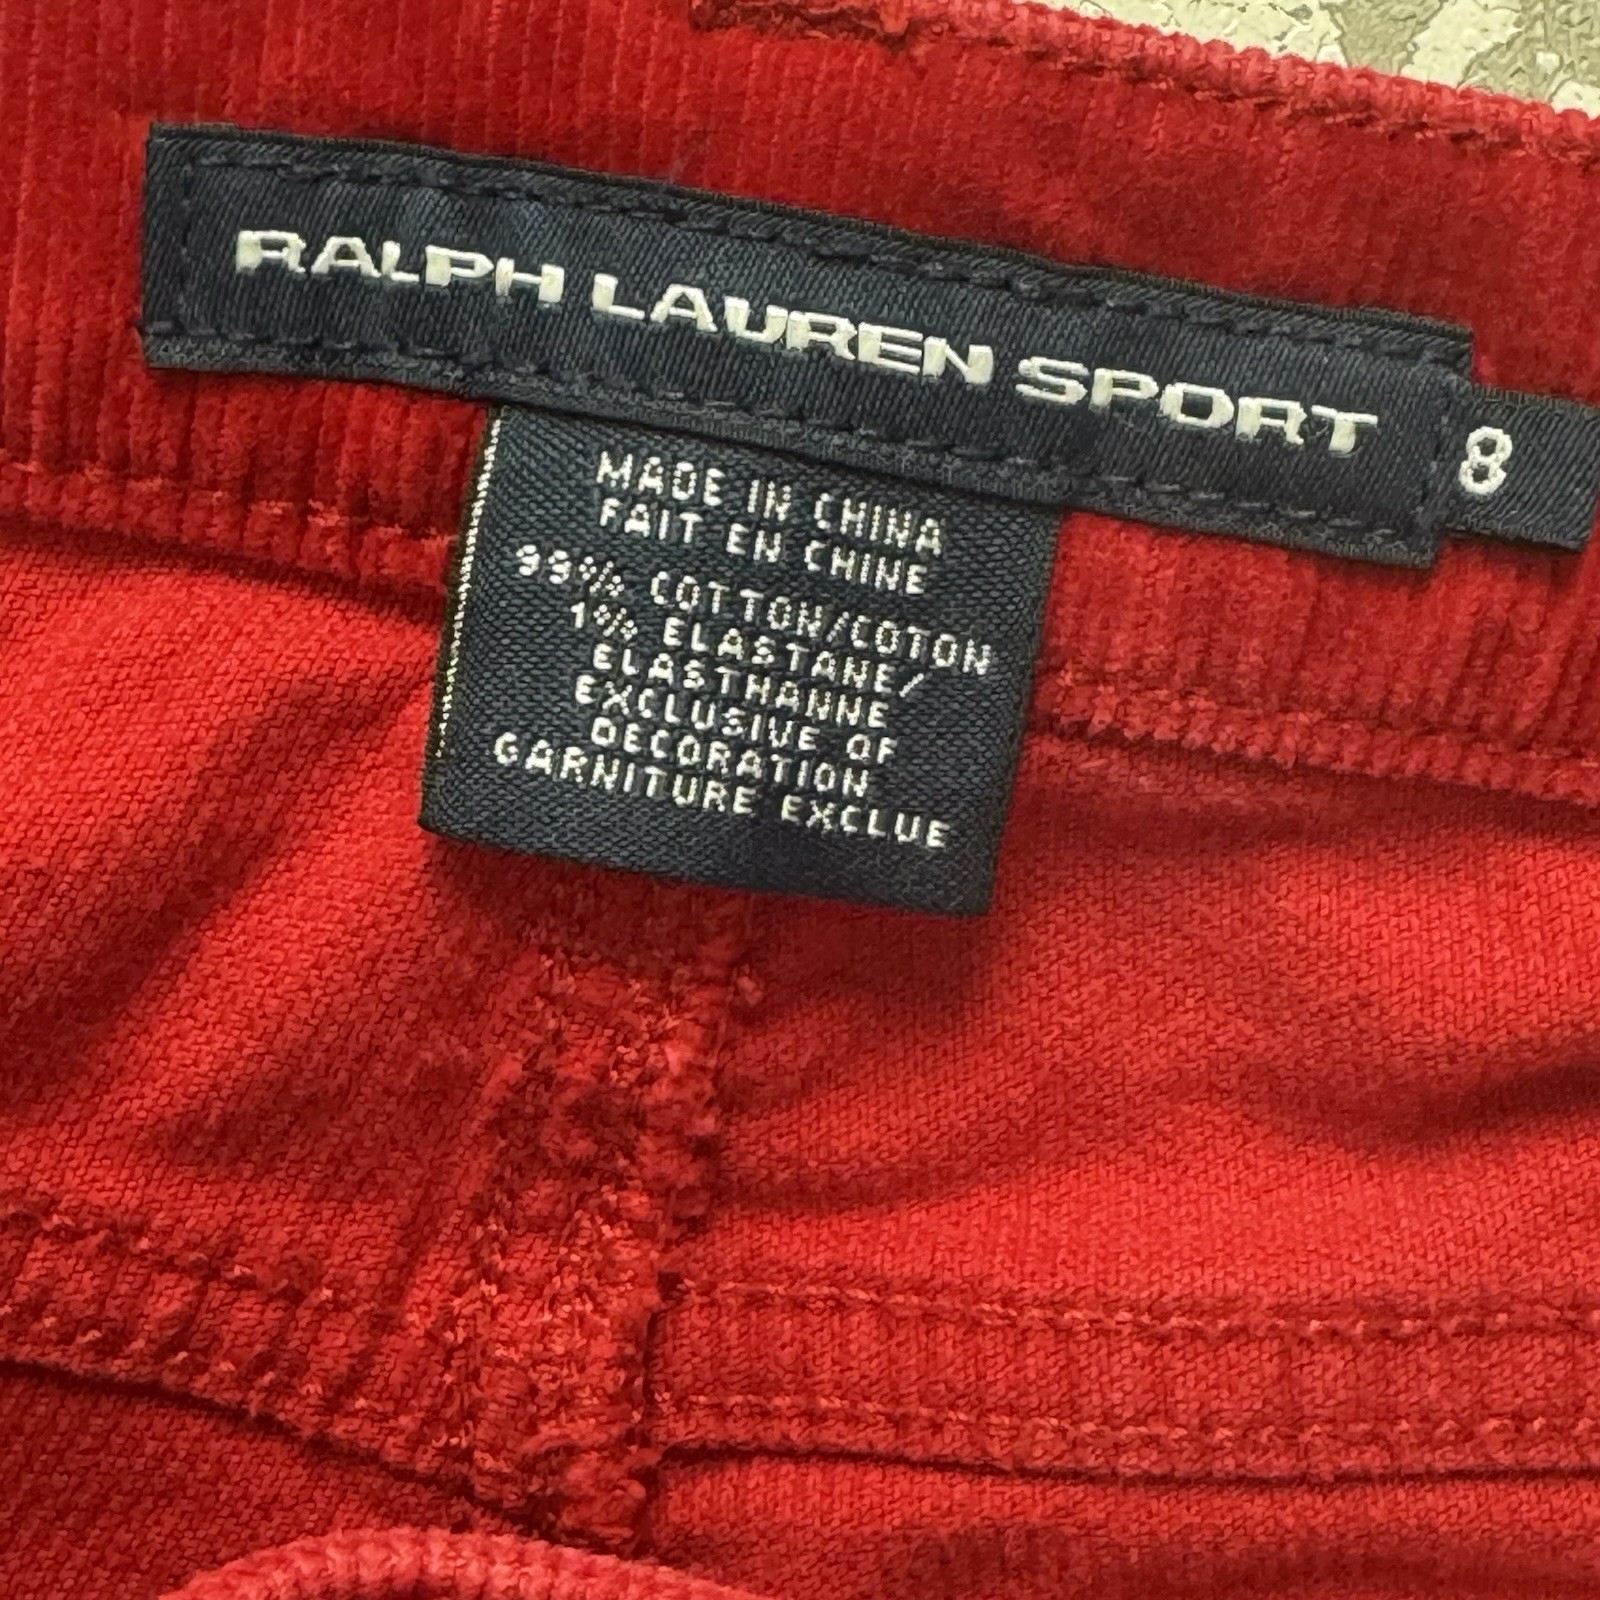 RALPH LAUREN SPORT
8
MADE IN CHINA
FAIT EN CHINE
99% COTTON/COTON
1% ELASTANE/
ELASTHANNE
EXCLUSIVE OF
DECORATION
GARNITURE EXCLUE